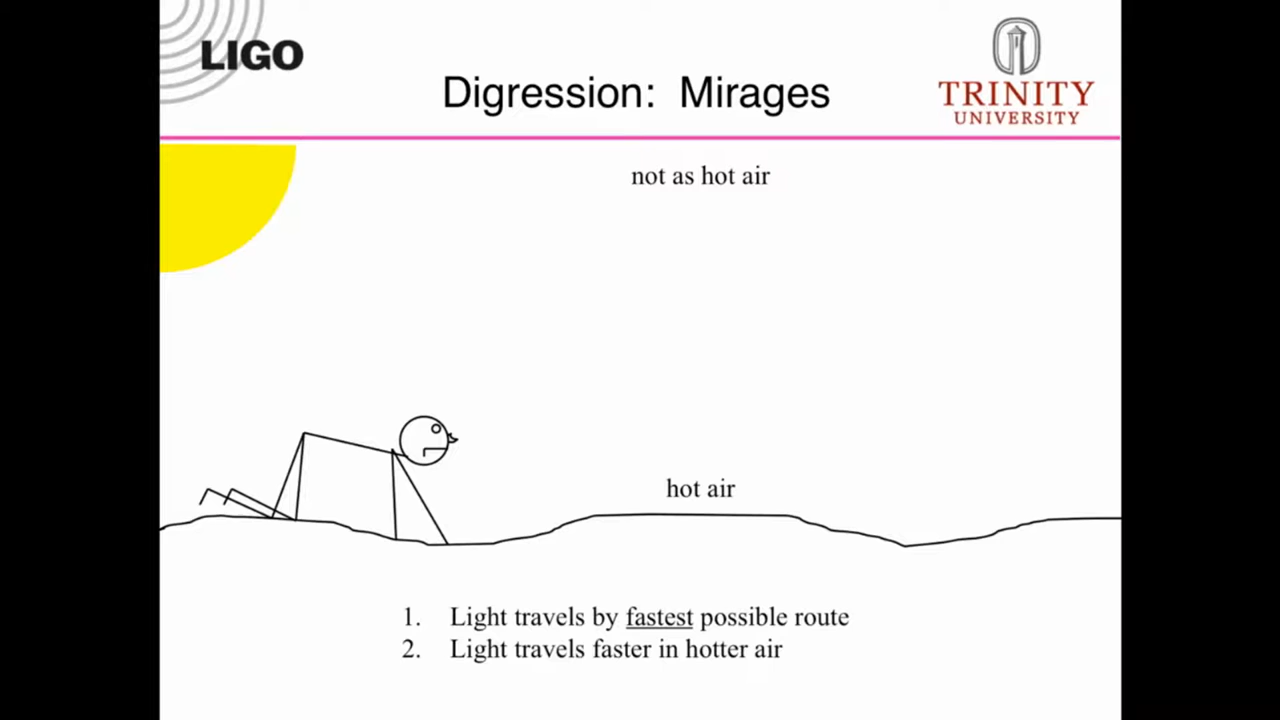 LIGO
Digression: Mirages
TRINITY
UNIVERSITY
not as hot air
hot air
1. Light travels by fastest possible route
2. Light travels faster in hotter air